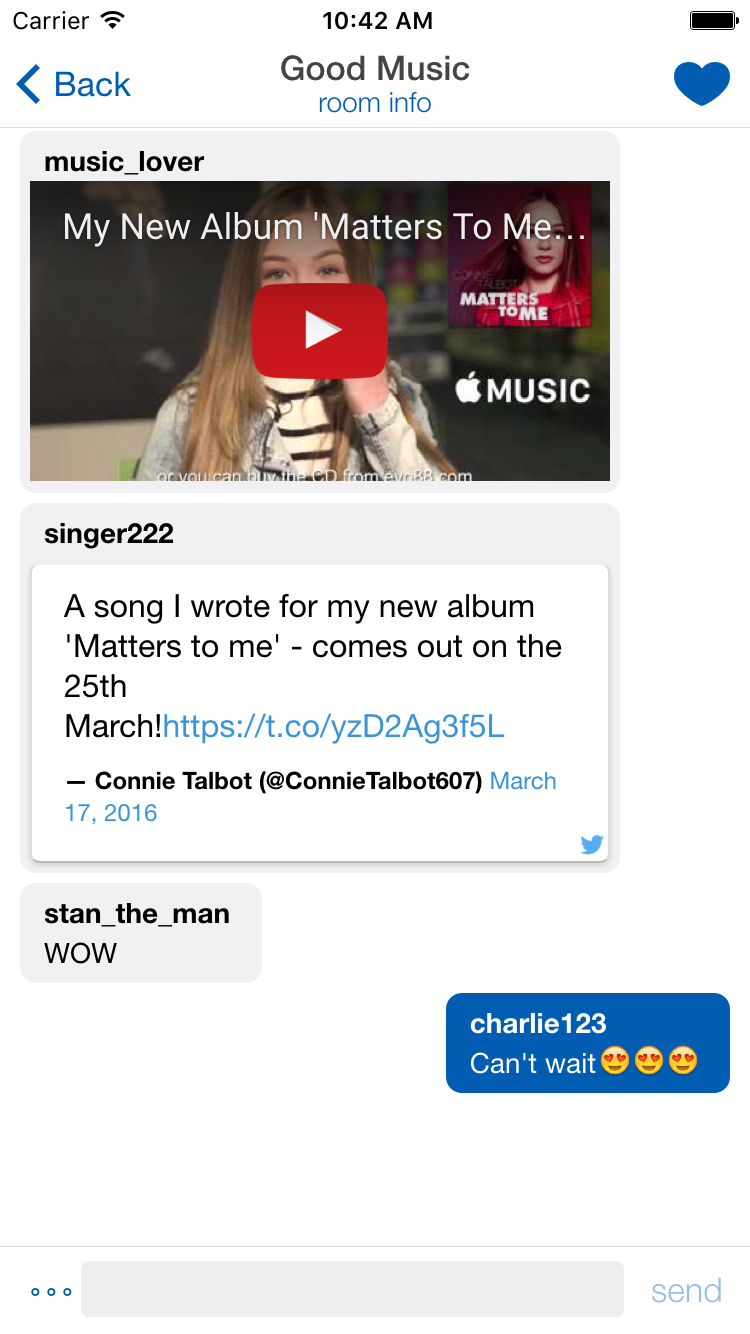 Carrier 10:42 AM
Back
Good Music
room info
music_lover
My New Album 'Matters To Me...
CONNIE
TALBOT
MATTERS
TO ME
MUSIC
or you can buy the CD from evo88.com
singer222
A song I wrote for my new album
'Matters to me' - comes out on the
25th
March!https://t.co/yzD2Ag3f5L
— Connie Talbot (@ConnieTalbot607) March
17, 2016
stan_the_man
WOW
charlie123
Can't wait😍😍😍
send